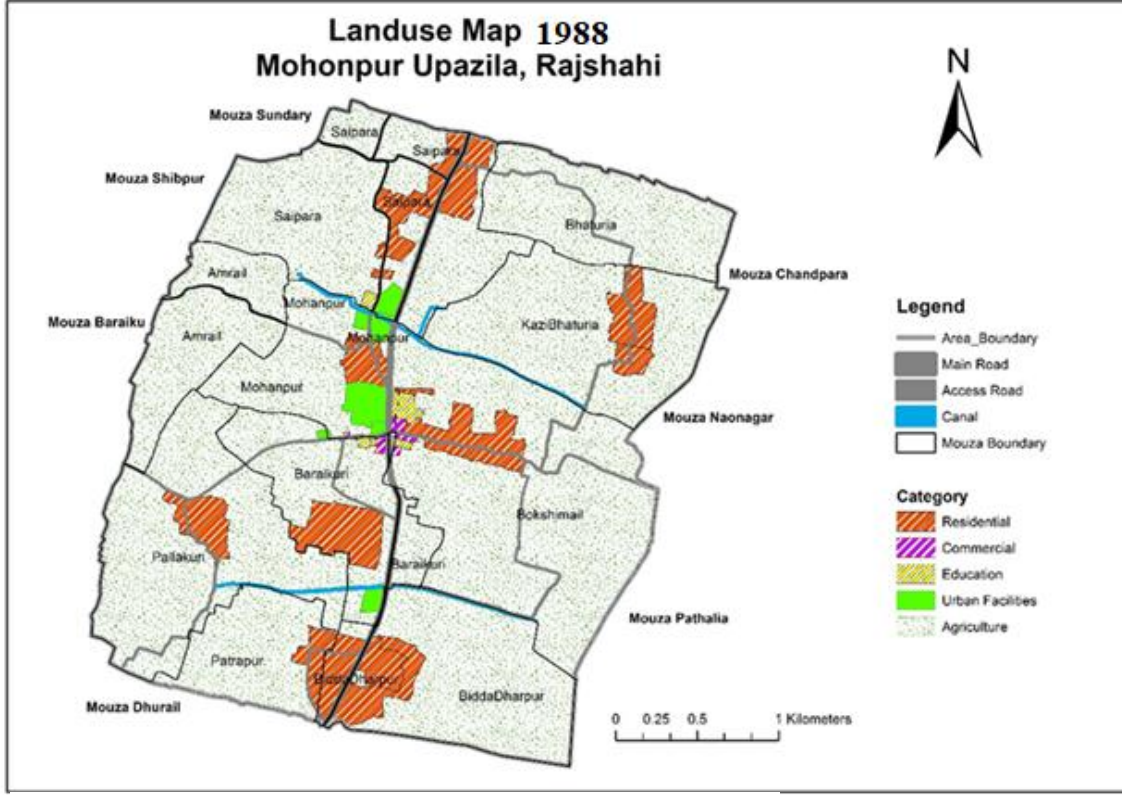 Landuse Map 1988
Mohonpur Upazila, Rajshahi
N
Mouza Sundary
Saipara
Saipara
Mouza Shibpur
Saipara
Saipara
Bhaturia
Amrail
Mouza Chandpara
Mohanpur
Mouza Baraiku
KaziBhaturia
Amrail
Mohanpur
Mohanpur
Mouza Naonagar
Baraikuri
Bokshimail
Pallakuri
Baraikuri
Mouza Pathalia
Patrapur
BiddaDharpur
BiddaDharpur
Mouza Dhurail
Legend
Area_Boundary
Main Road
Access Road
Canal
Mouza Boundary
Category
Residential
Commercial
Education
Urban Facilities
Agriculture
0 0.25 0.5 1 Kilometers